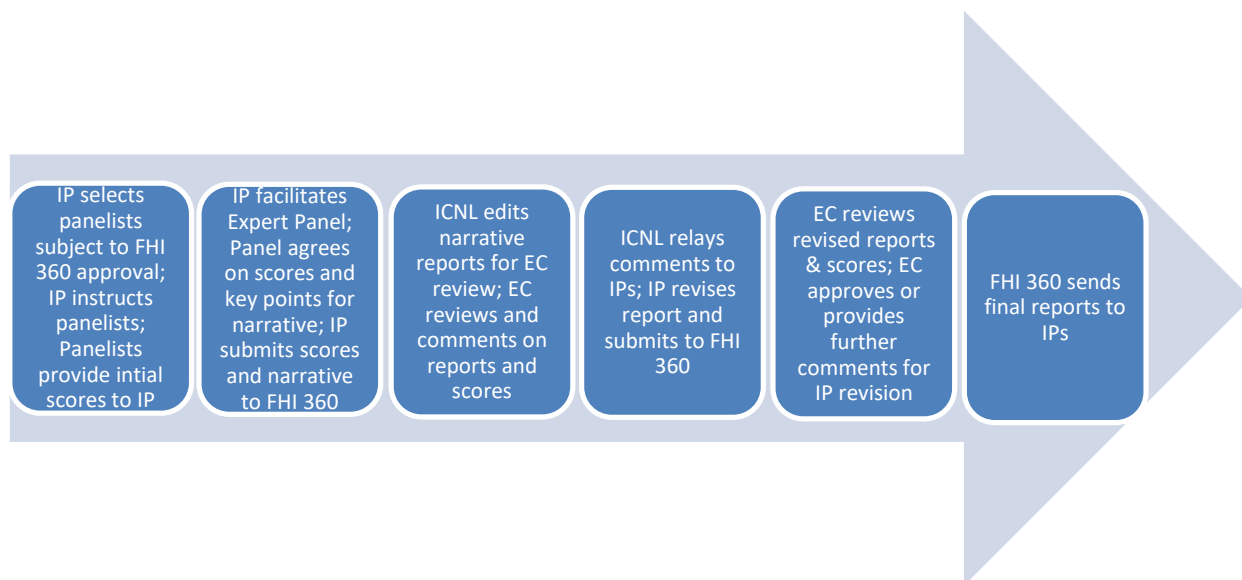 IP selects
panelists
subject to FHI
360 approval;
IP instructs
panelists;
Panelists
provide intial
scores to IP
IP facilitates
Expert Panel;
Panel agrees
on scores and
key points for
narrative; IP
submits scores
and narrative
to FHI 360
ICNL edits
narrative
reports for EC
review; EC
reviews and
comments on
reports and
scores
ICNL relays
comments to
IPs; IP revises
report and
submits to FHI
360
EC reviews
revised reports
& scores; EC
approves or
provides
further
comments for
IP revision
FHI 360 sends
final reports to
IPs